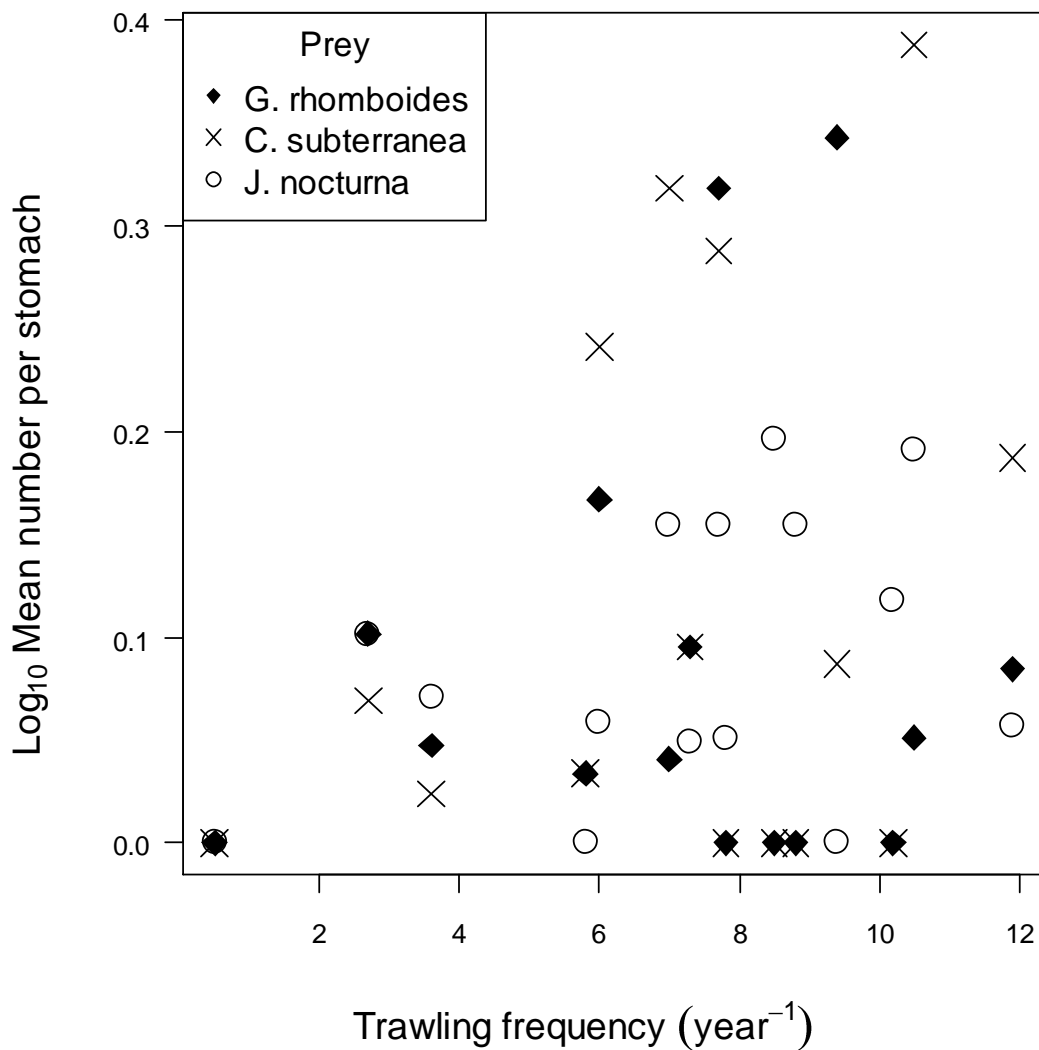 Prey
G. rhomboides
C. subterranea
J. nocturna
0.4
0.3
0.2
0.1
0.0
Log₁₀ Mean number per stomach
2 4 6 8 10 12
Trawling frequency (year⁻¹)